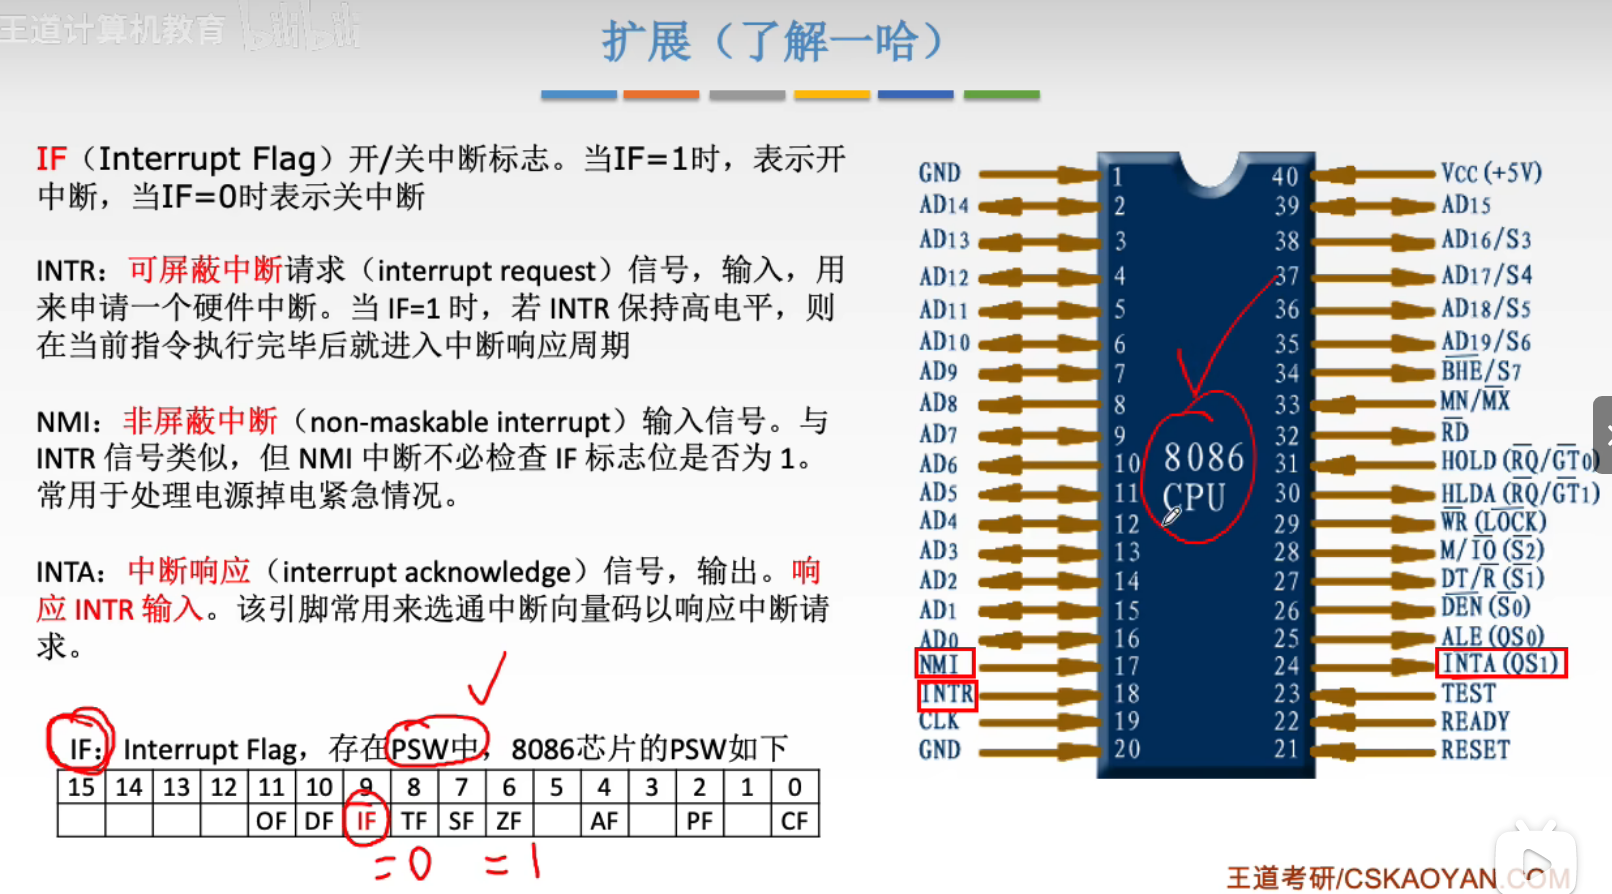 王道计算机教育 bilibili
扩展（了解一哈）
IF（Interrupt Flag）开/关中断标志。当IF=1时，表示开
中断，当IF=0时表示关中断
INTR：可屏蔽中断请求（interrupt request）信号，输入，用
来申请一个硬件中断。当 IF=1 时，若 INTR 保持高电平，则
在当前指令执行完毕后就进入中断响应周期
NMI：非屏蔽中断（non-maskable interrupt）输入信号。与
INTR 信号类似，但 NMI 中断不必检查 IF 标志位是否为 1。
常用于处理电源掉电紧急情况。
INTA：中断响应（interrupt acknowledge）信号，输出。响
应 INTR 输入。该引脚常用来选通中断向量码以响应中断请
求。
IF：Interrupt Flag，存在PSW中，8086芯片的PSW如下
15 14 13 12 11 10 9 8 7 6 5 4 3 2 1 0
OF DF IF TF SF ZF AF PF CF
=0 =1
GND 1 40 VCC (+5V)
AD14 2 39 AD15
AD13 3 38 AD16/S3
AD12 4 37 AD17/S4
AD11 5 36 AD18/S5
AD10 6 35 AD19/S6
AD9 7 34 BHE/S7
AD8 8 33 MN/MX
AD7 9 32 RD
AD6 10 31 HOLD (RQ/GT0)
AD5 11 30 HLDA (RQ/GT1)
AD4 12 29 WR (LOCK)
AD3 13 28 M/IO (S2)
AD2 14 27 DT/R (S1)
AD1 15 26 DEN (S0)
AD0 16 25 ALE (QS0)
NMI 17 24 INTA (QS1)
INTR 18 23 TEST
CLK 19 22 READY
GND 20 21 RESET
8086
CPU
王道考研/CSKAOYAN.COM